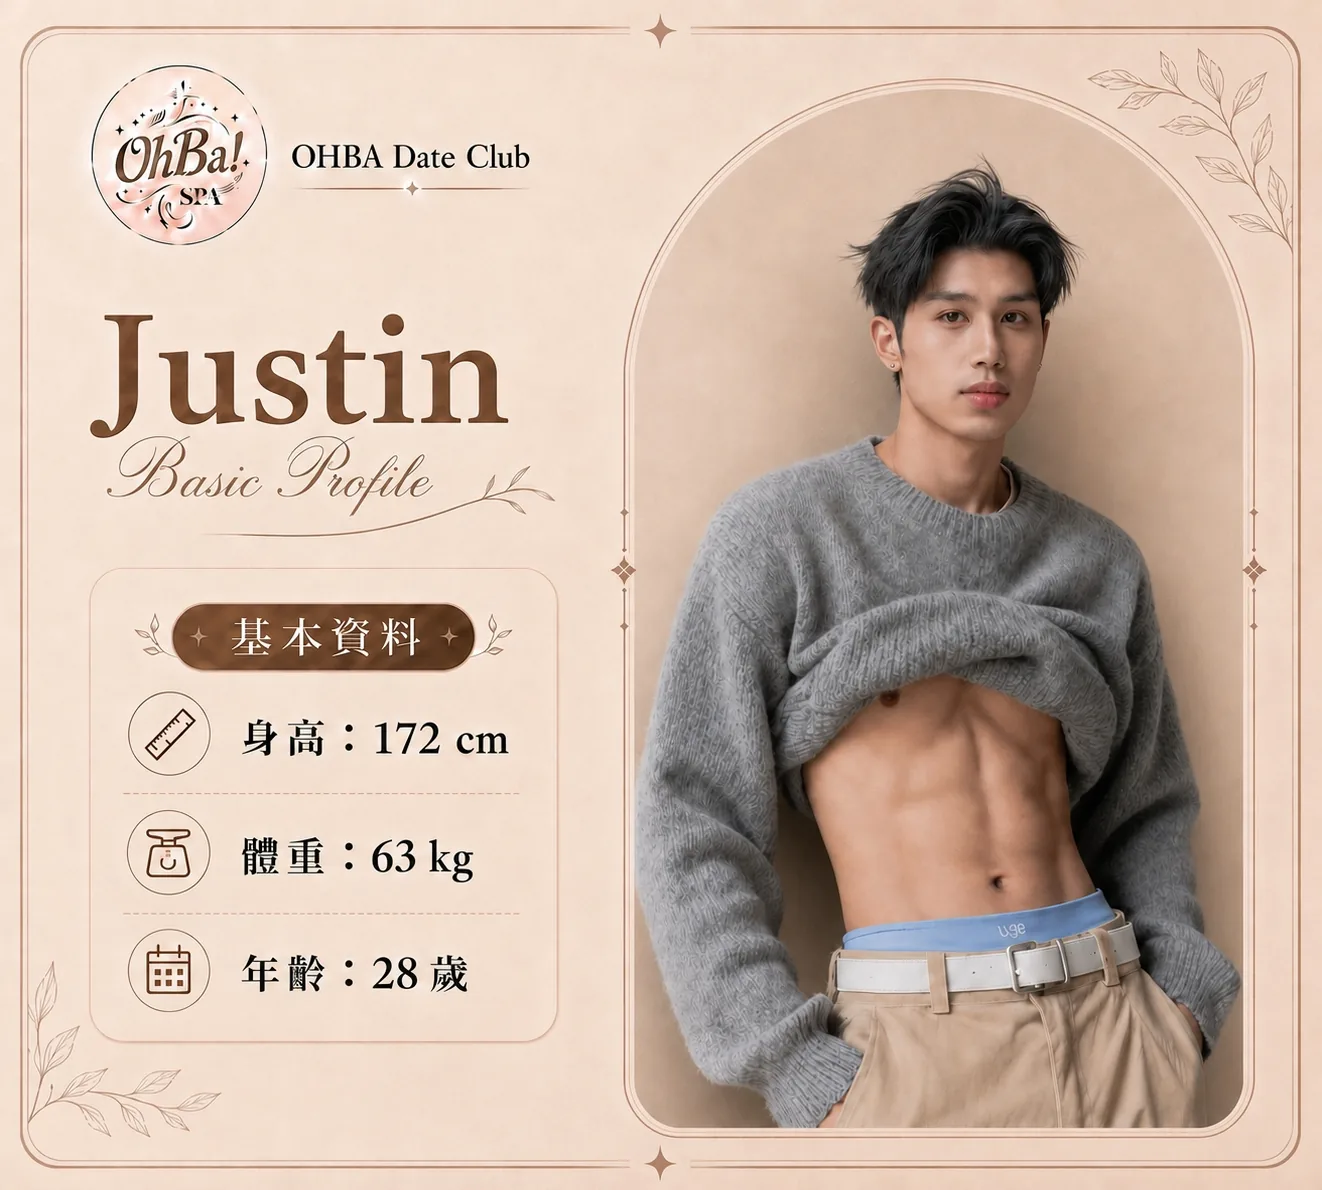 OhBa!
SPA
OHBA Date Club
Justin
Basic Profile
基本資料
身高：172 cm
體重：63 kg
年齡：28 歲
uge